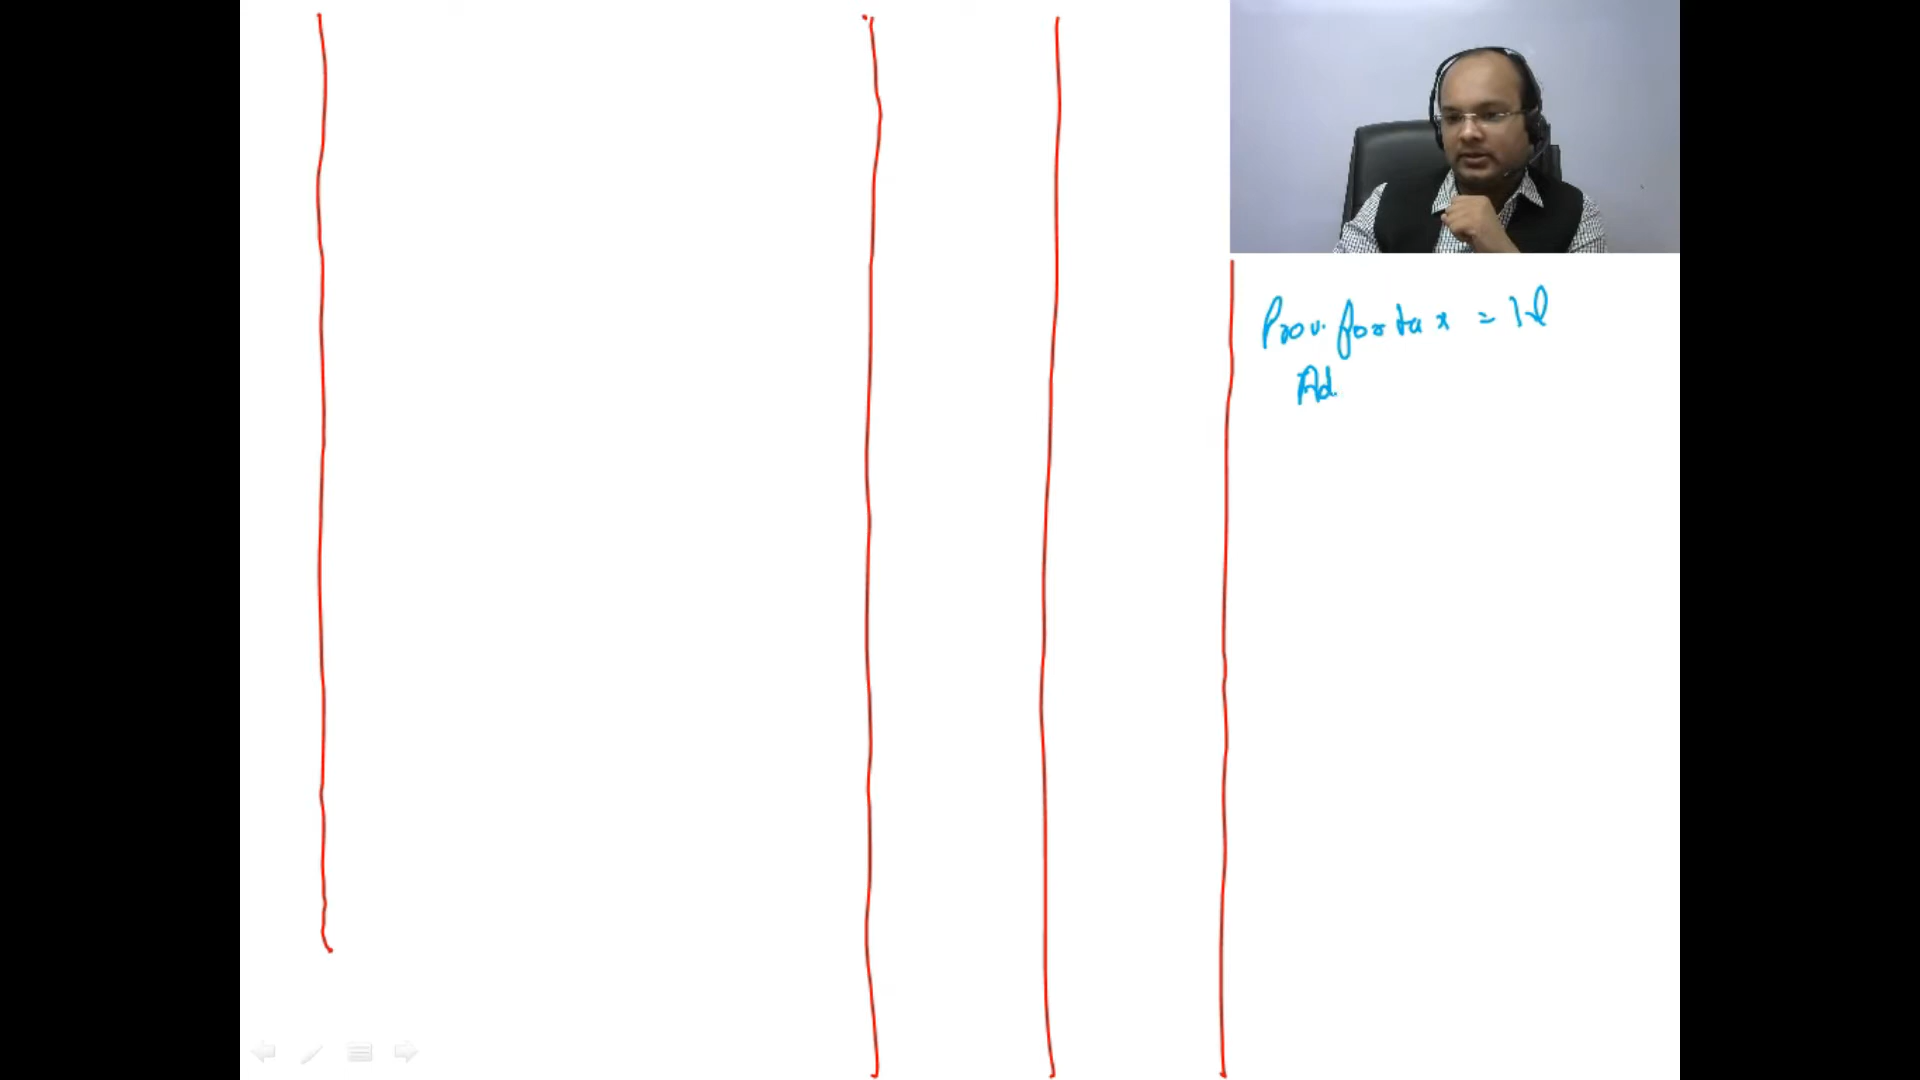 Prov. for tax = 1l
Ad.